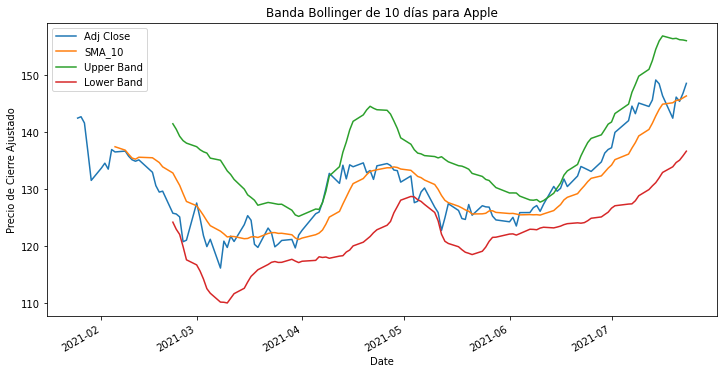 Banda Bollinger de 10 días para Apple
Adj Close
SMA_10
Upper Band
Lower Band
Precio de Cierre Ajustado
150
140
130
120
110
2021-02
2021-03
2021-04
2021-05
2021-06
2021-07
Date